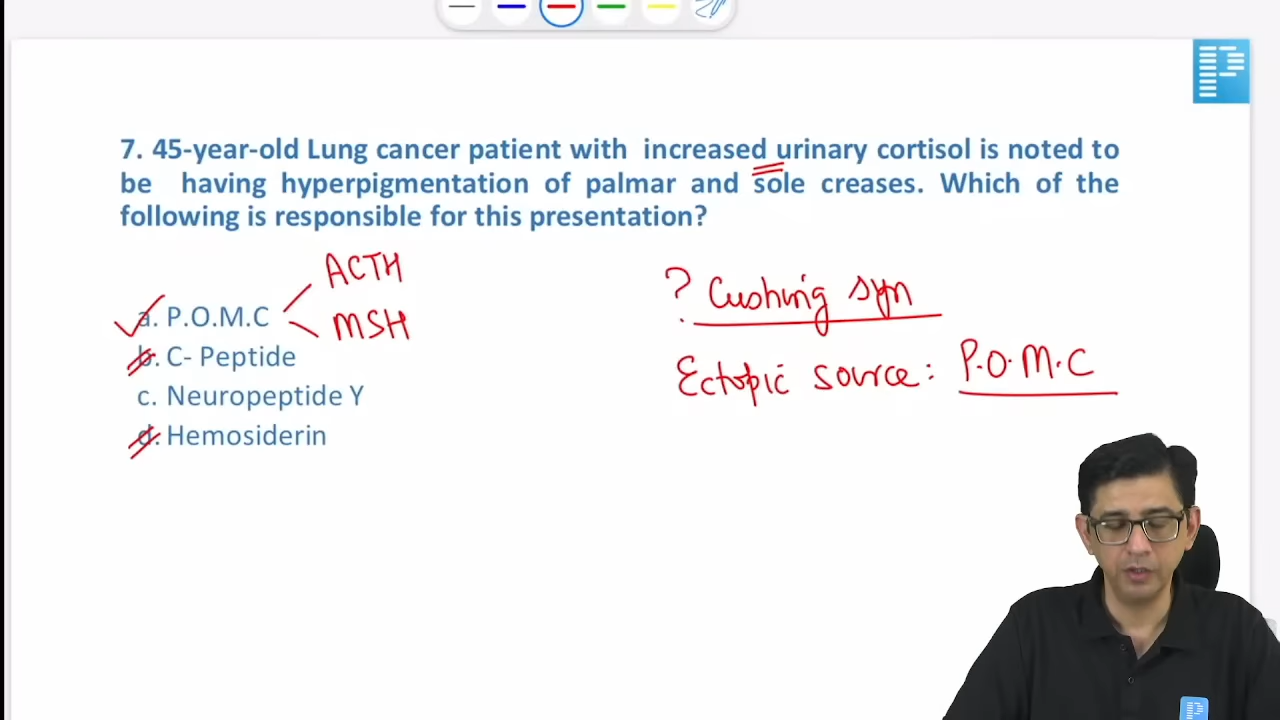 7. 45-year-old Lung cancer patient with increased urinary cortisol is noted to
be having hyperpigmentation of palmar and sole creases. Which of the
following is responsible for this presentation?
ACTH
a. P.O.M.C
MSH
b. C- Peptide
c. Neuropeptide Y
d. Hemosiderin
? Cushing syn
Ectopic source: P.O.M.C